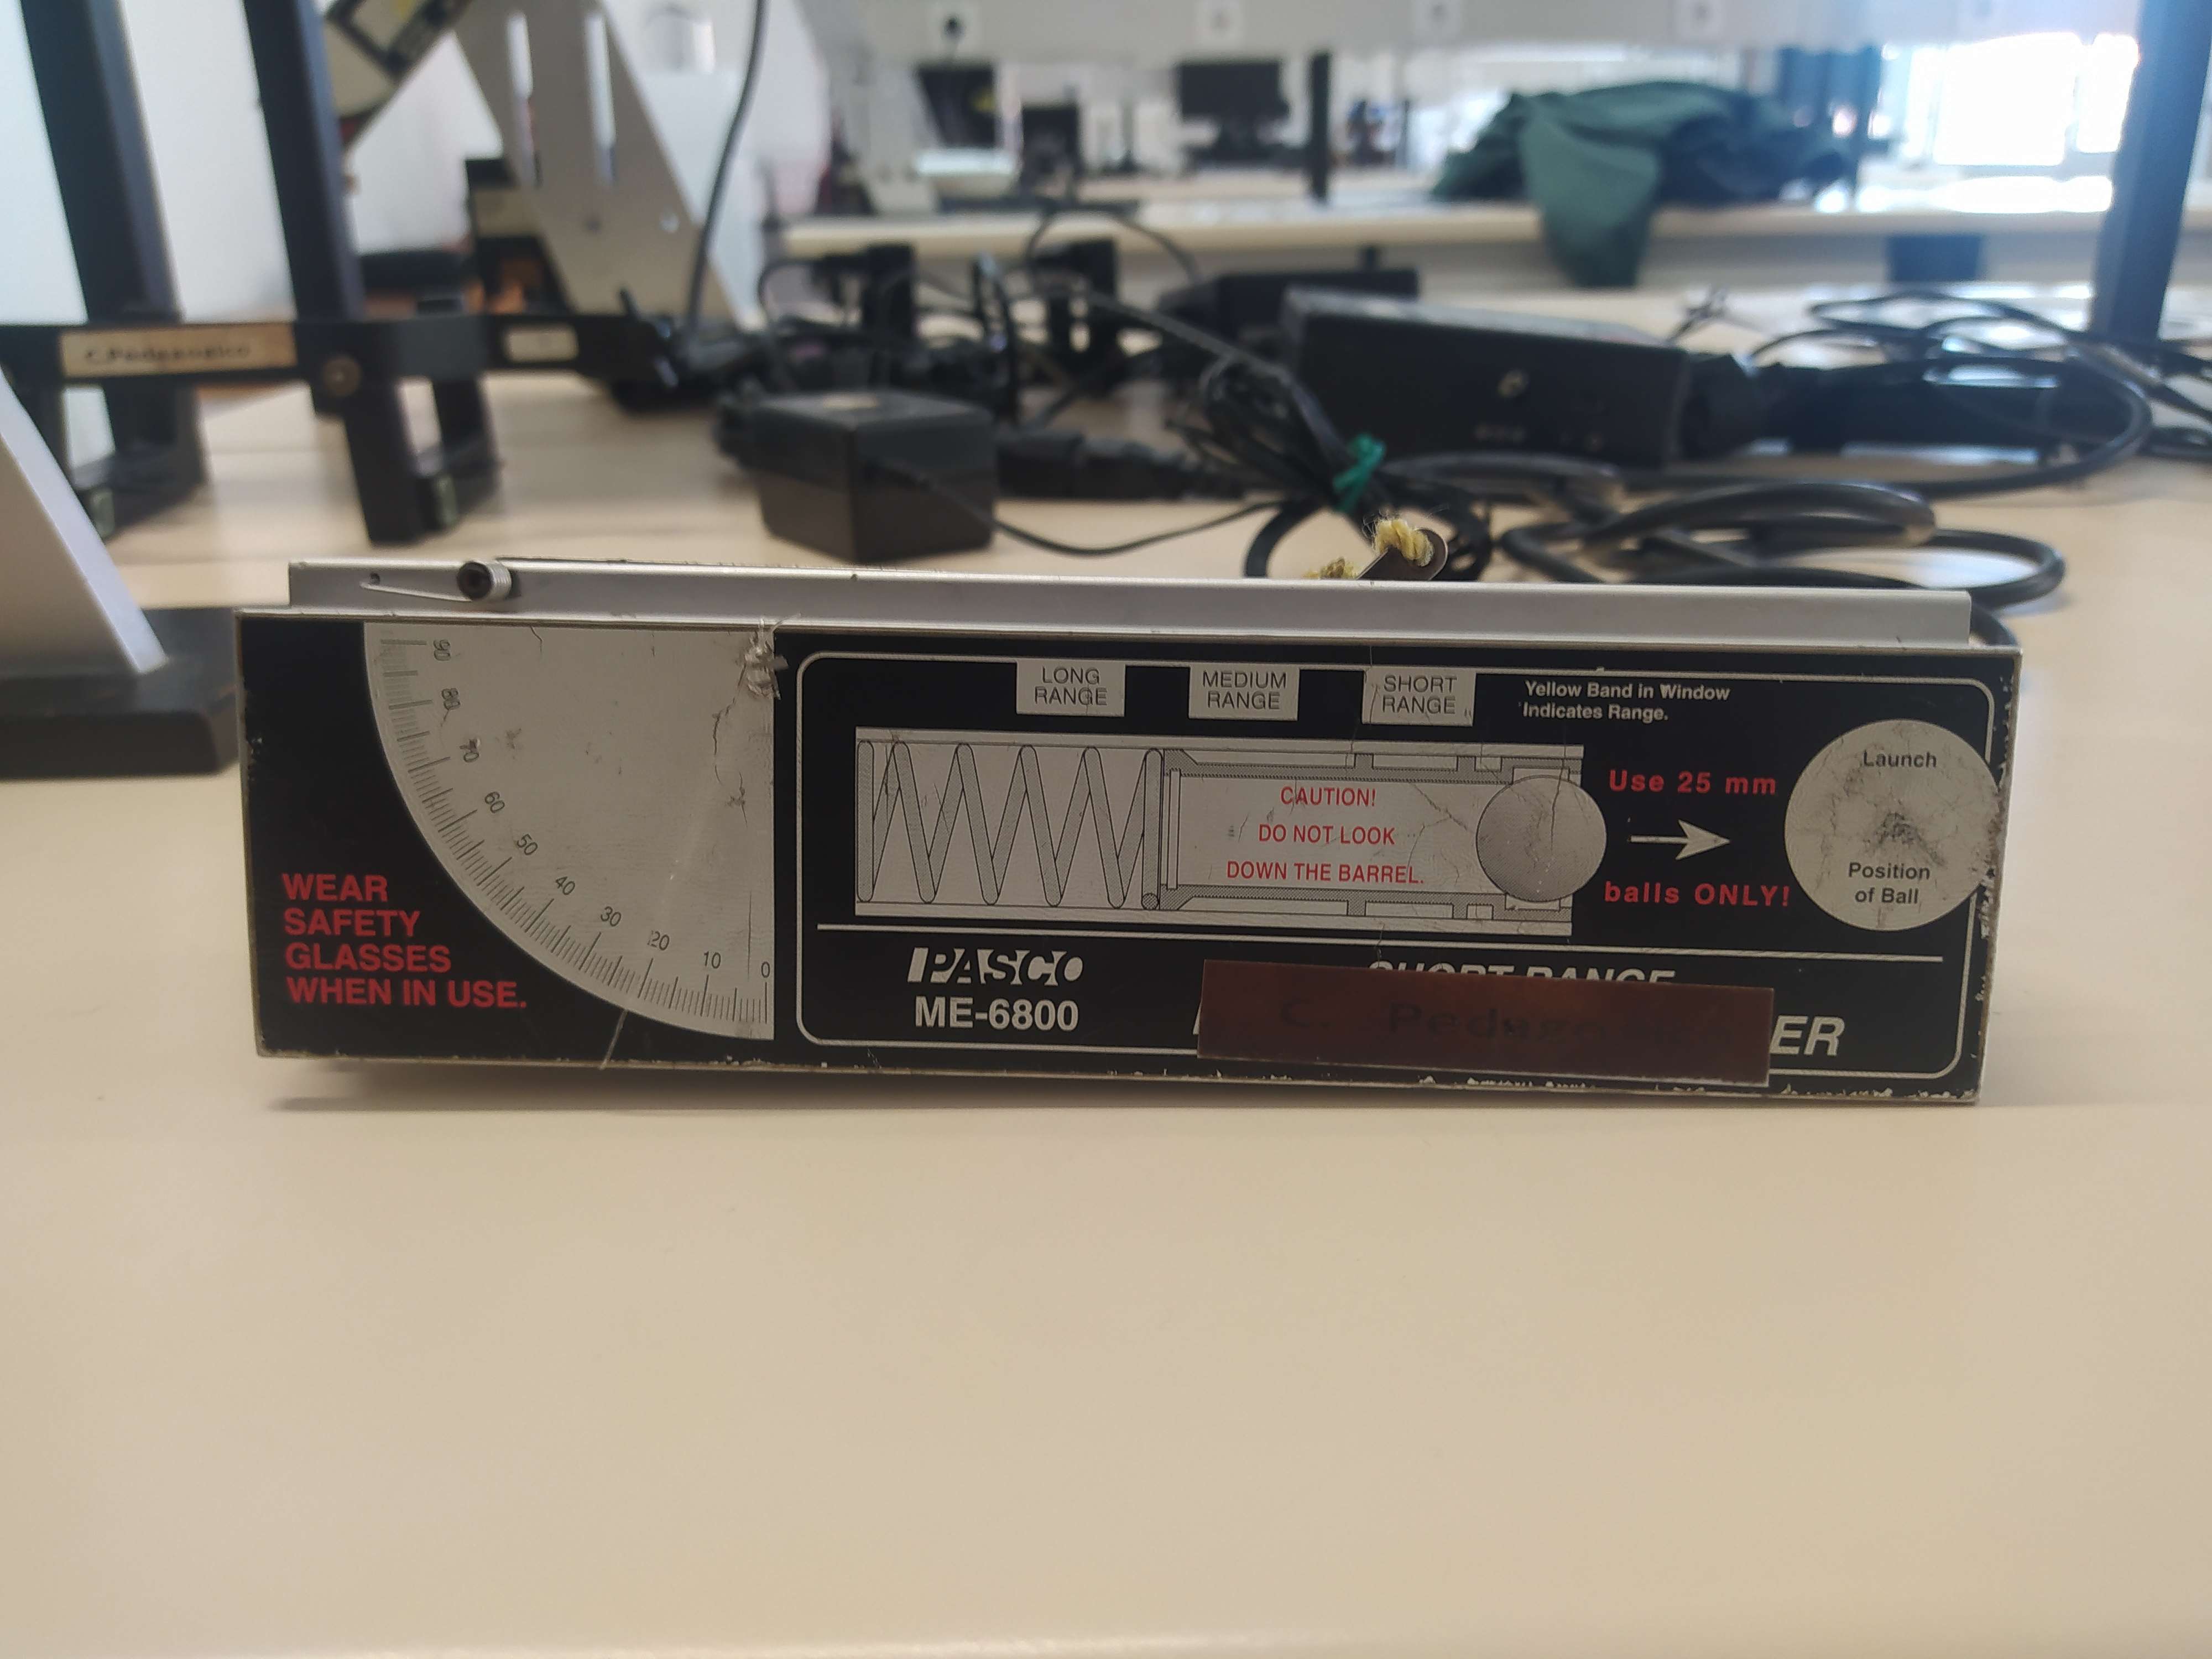 LONG
RANGE
MEDIUM
RANGE
SHORT
RANGE
Yellow Band in Window
Indicates Range.
90
80
70
60
50
40
30
20
10
0
WEAR
SAFETY
GLASSES
WHEN IN USE.
CAUTION!
DO NOT LOOK
DOWN THE BARREL.
Use 25 mm
balls ONLY!
Launch
Position
of Ball
PASCO
ME-6800
SHORT RANGE
ER
C.